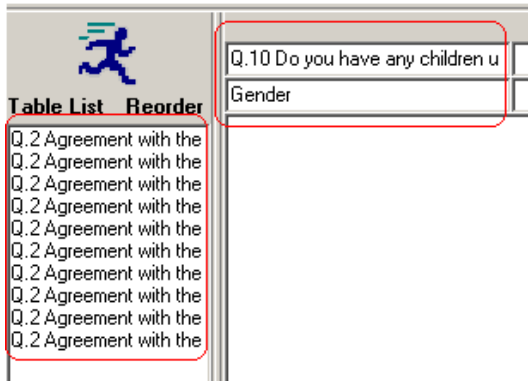 Table List Reorder
Q.2 Agreement with the
Q.2 Agreement with the
Q.2 Agreement with the
Q.2 Agreement with the
Q.2 Agreement with the
Q.2 Agreement with the
Q.2 Agreement with the
Q.2 Agreement with the
Q.2 Agreement with the
Q.2 Agreement with the
Q.10 Do you have any children u
Gender